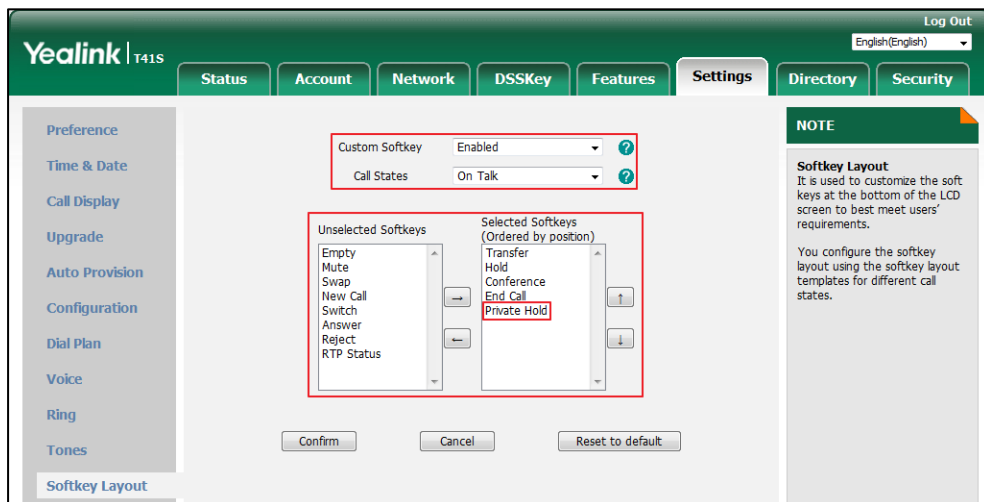 Log Out
Yealink | T41S
English(English)
Status
Account
Network
DSSKey
Features
Settings
Directory
Security
Preference
Time & Date
Call Display
Upgrade
Auto Provision
Configuration
Dial Plan
Voice
Ring
Tones
Softkey Layout
Custom Softkey
Enabled
?
Call States
On Talk
?
Unselected Softkeys
Empty
Mute
Swap
New Call
Switch
Answer
Reject
RTP Status
→
←
Selected Softkeys
(Ordered by position)
Transfer
Hold
Conference
End Call
Private Hold
↑
↓
Confirm
Cancel
Reset to default
NOTE
Softkey Layout
It is used to customize the soft
keys at the bottom of the LCD
screen to best meet users'
requirements.
You configure the softkey
layout using the softkey layout
templates for different call
states.